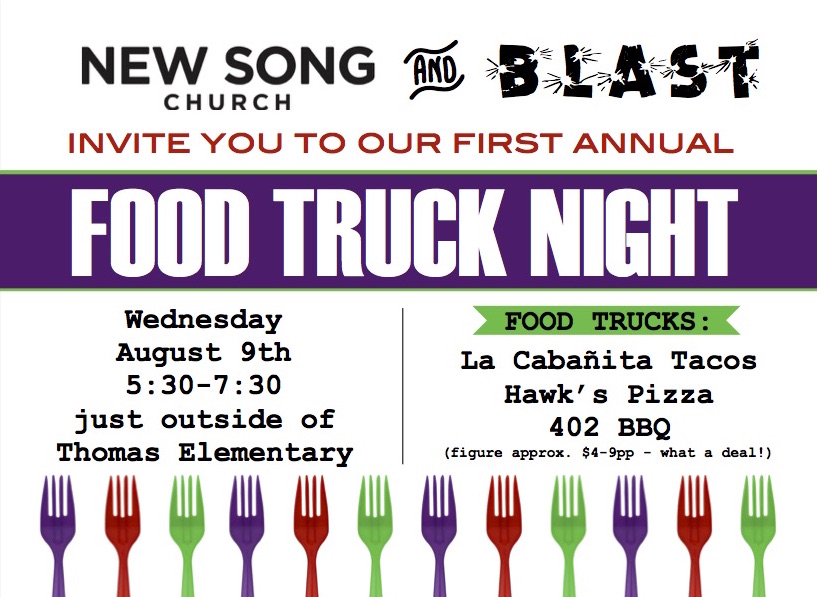 NEW SONG AND BLAST
CHURCH
INVITE YOU TO OUR FIRST ANNUAL
FOOD TRUCK NIGHT
Wednesday
August 9th
5:30-7:30
just outside of
Thomas Elementary
FOOD TRUCKS:
La Cabañita Tacos
Hawk’s Pizza
402 BBQ
(figure approx. $4-9pp - what a deal!)